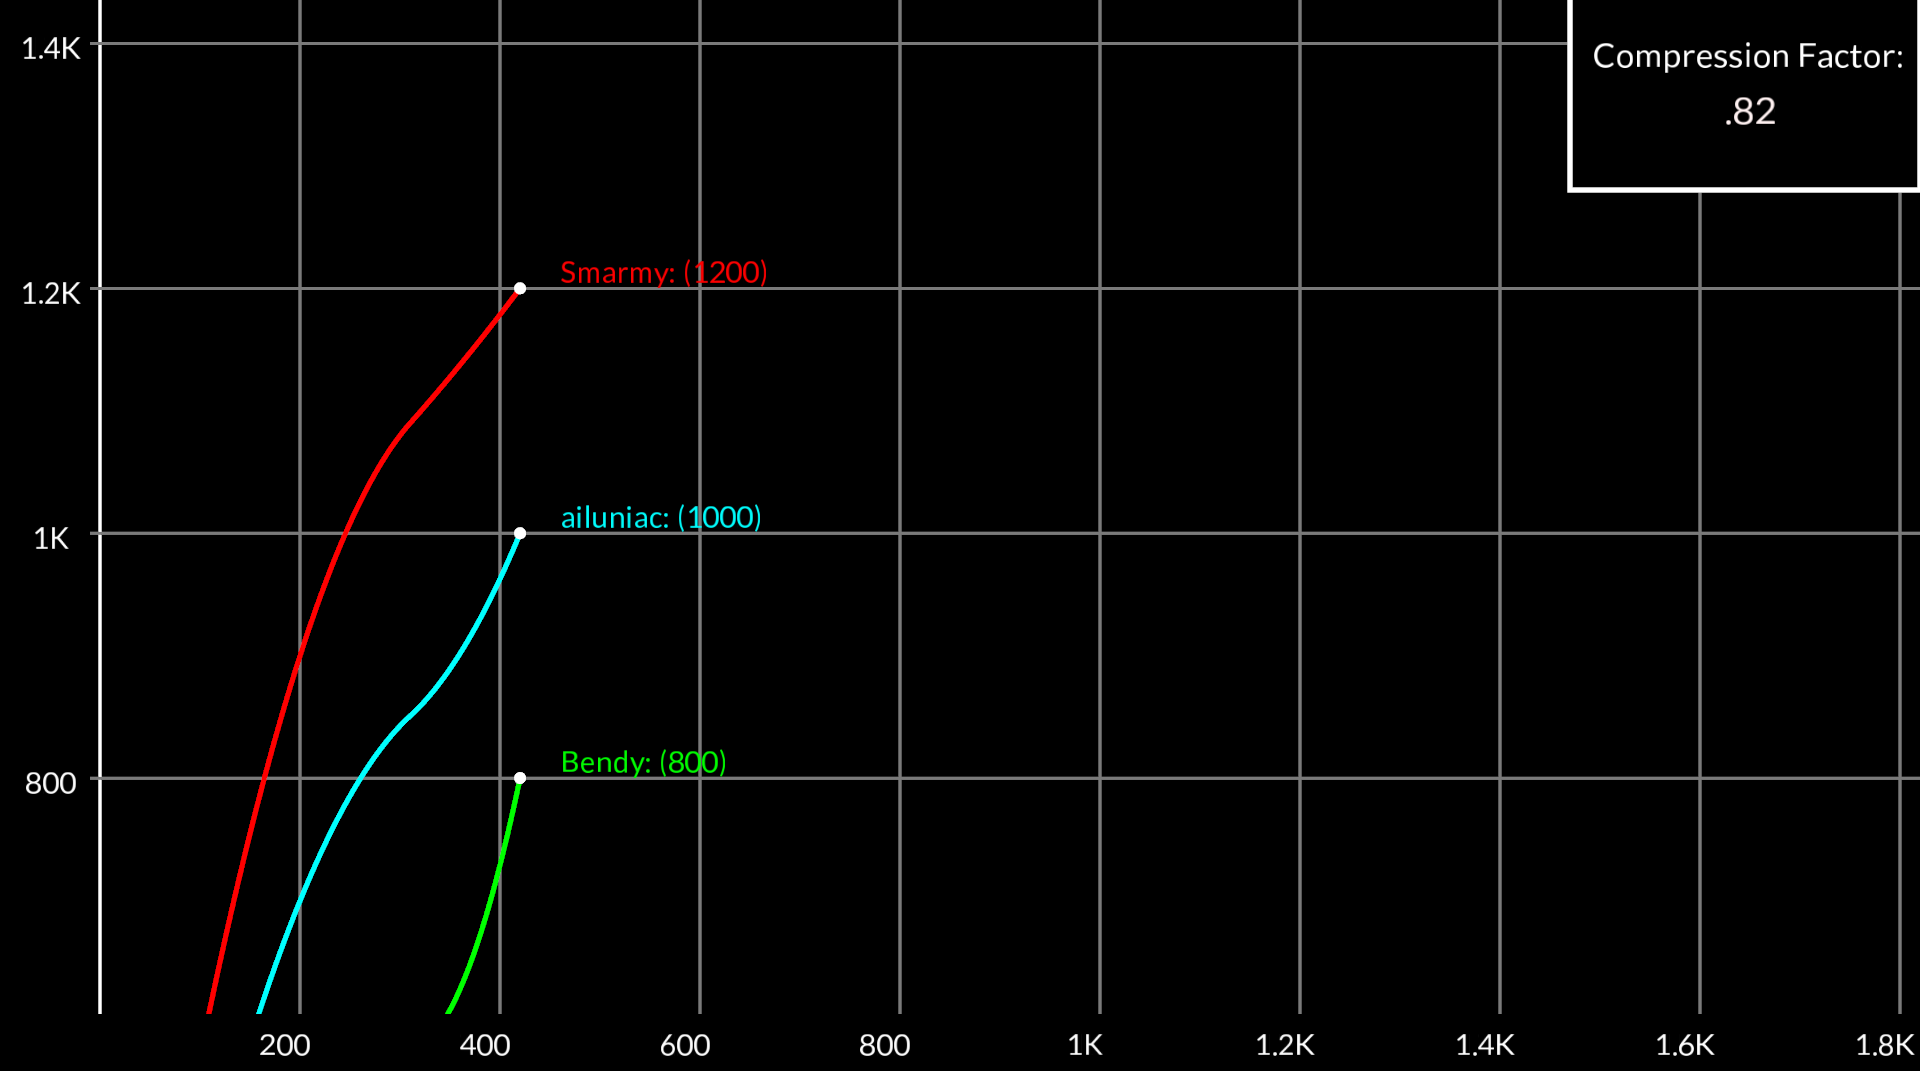 1.4K
Compression Factor:
.82
Smarmy: (1200)
1.2K
ailuniac: (1000)
1K
Bendy: (800)
800
200 400 600 800 1K 1.2K 1.4K 1.6K 1.8K